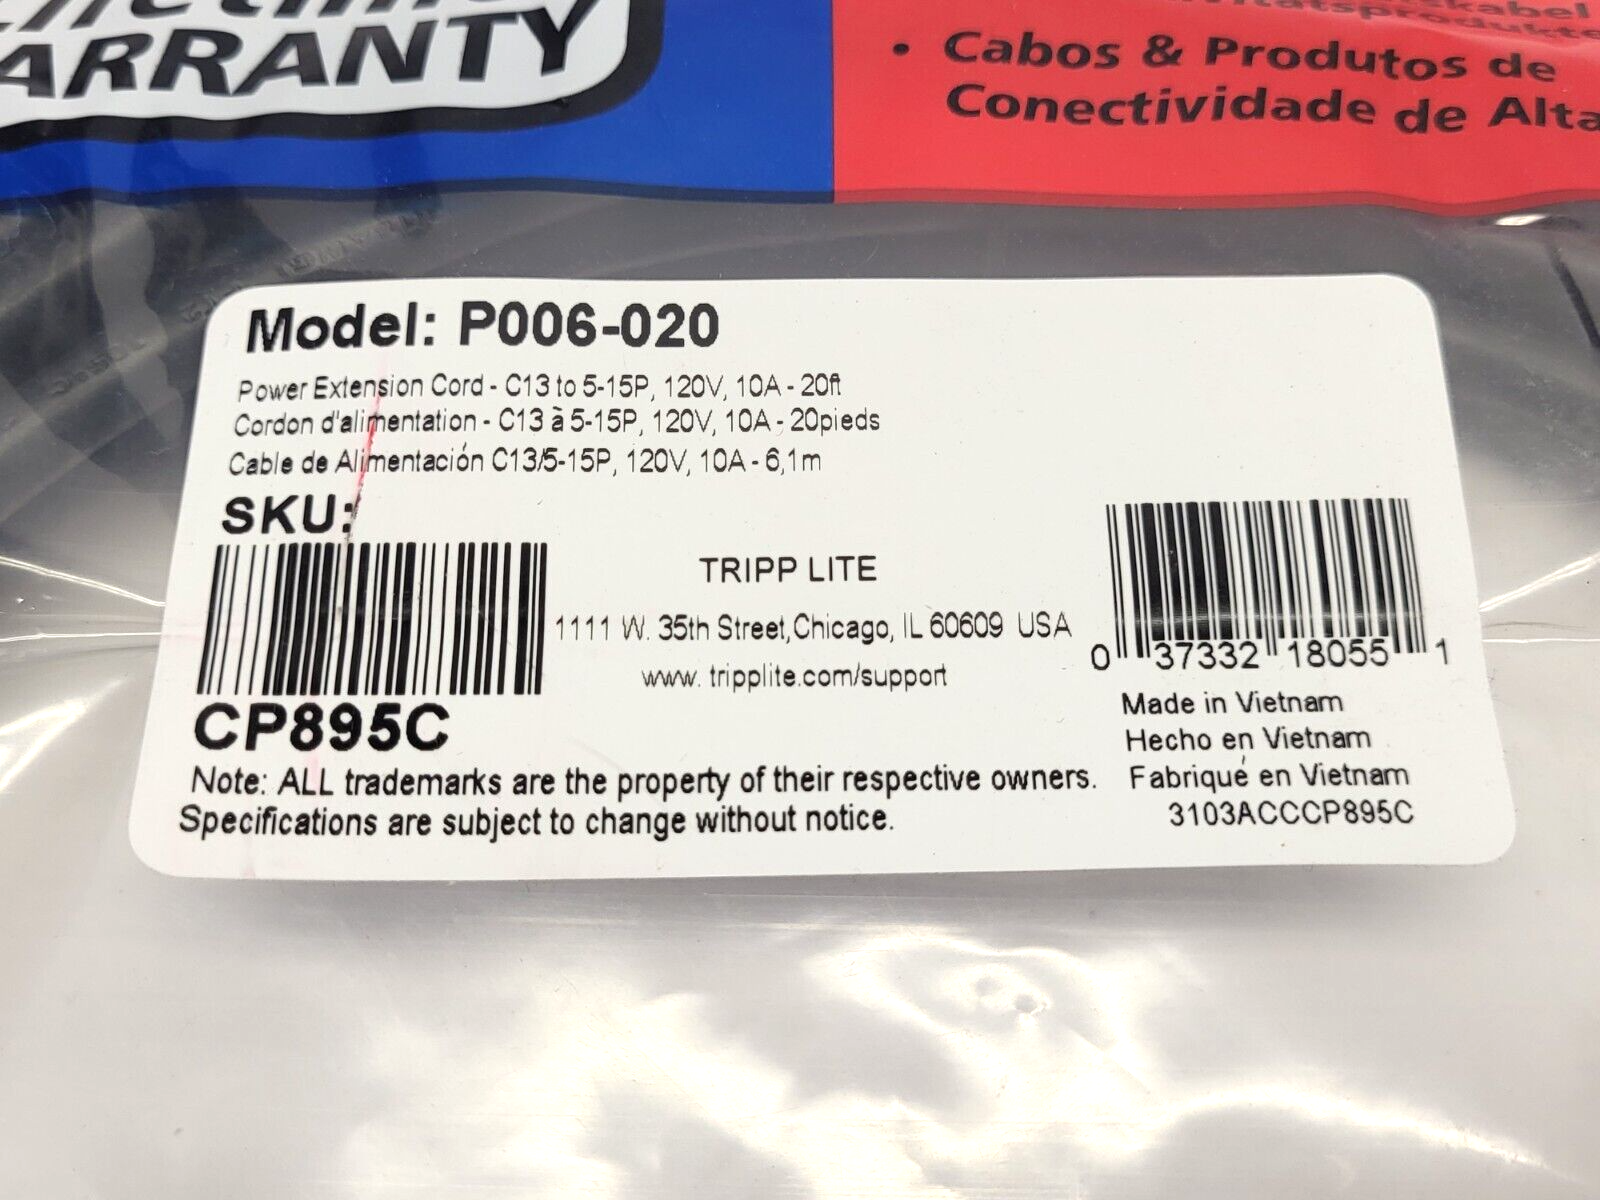 Lifetime
WARRANTY
• Cabos & Produtos de
Conectividade de Alta
Model: P006-020
Power Extension Cord - C13 to 5-15P, 120V, 10A - 20ft
Cordon d'alimentation - C13 à 5-15P, 120V, 10A - 20pieds
Cable de Alimentación C13/5-15P, 120V, 10A - 6,1m
SKU:
CP895C
TRIPP LITE
1111 W. 35th Street,Chicago, IL 60609 USA
www. tripplite.com/support
0 37332 18055 1
Made in Vietnam
Hecho en Vietnam
Fabriqué en Vietnam
3103ACCCP895C
Note: ALL trademarks are the property of their respective owners.
Specifications are subject to change without notice.